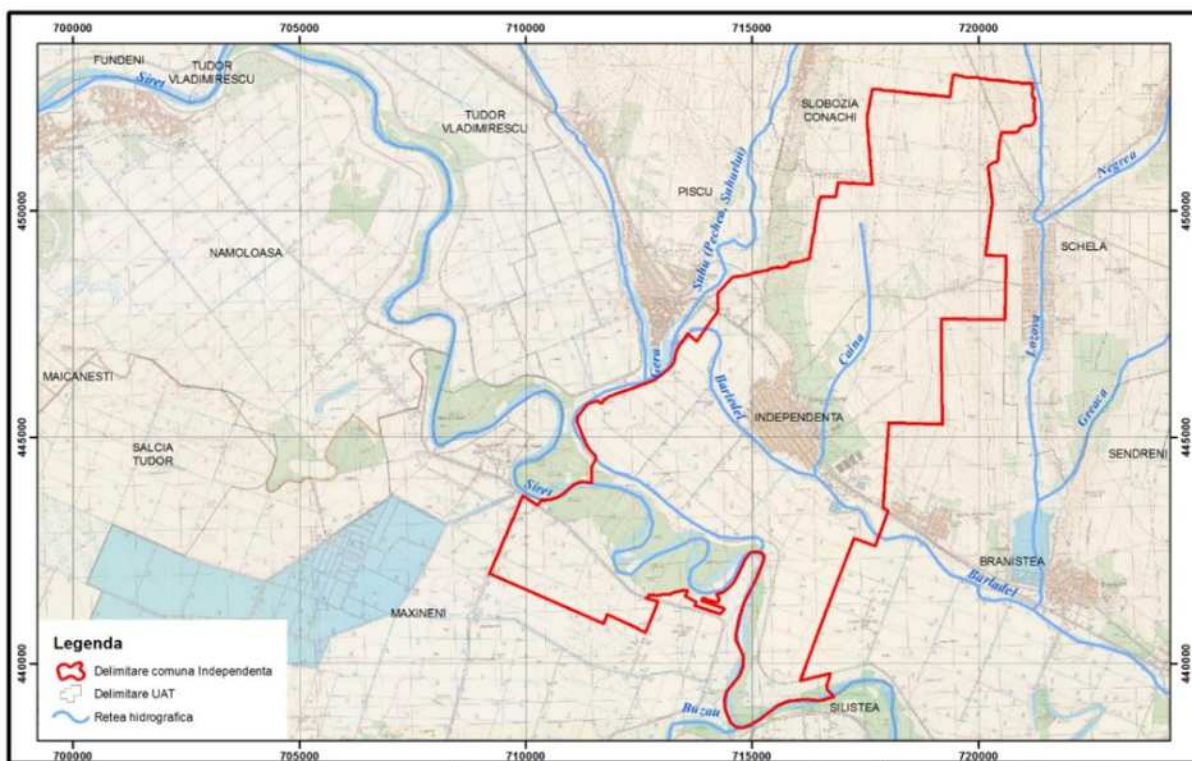 700000 705000 710000 715000 720000
FUNDENI
TUDOR
VLADIMIRESCU
Siret
TUDOR
VLADIMIRESCU
SLOBOZIA
CONACHI
Negrea
PISCU
Suhu (Pechea, Suhurlui)
450000
450000
NAMOLOASA
SCHELA
Gera
Barladel
Caina
Lozova
MAICANESTI
INDEPENDENTA
Greaca
445000
445000
SALCIA
TUDOR
SENDRENI
Siret
BRANISTEA
Barladel
MAXINENI
440000
Legenda
Delimitare comuna Independenta
Delimitare UAT
Retea hidrografica
Buzau
SILISTEA
440000
700000 705000 710000 715000 720000